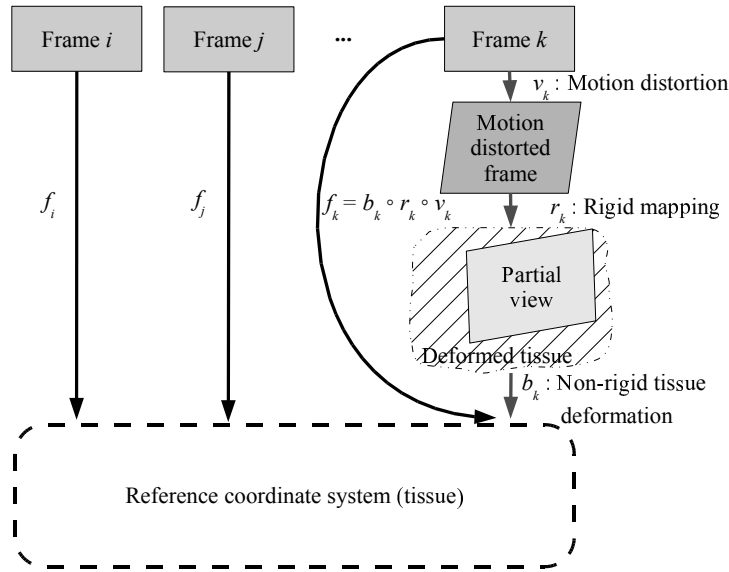 Frame i
Frame j
...
Frame k
v_k : Motion distortion
Motion
distorted
frame
f_i
f_j
f_k = b_k ∘ r_k ∘ v_k
r_k : Rigid mapping
Partial
view
Deformed tissue
b_k : Non-rigid tissue
deformation
Reference coordinate system (tissue)